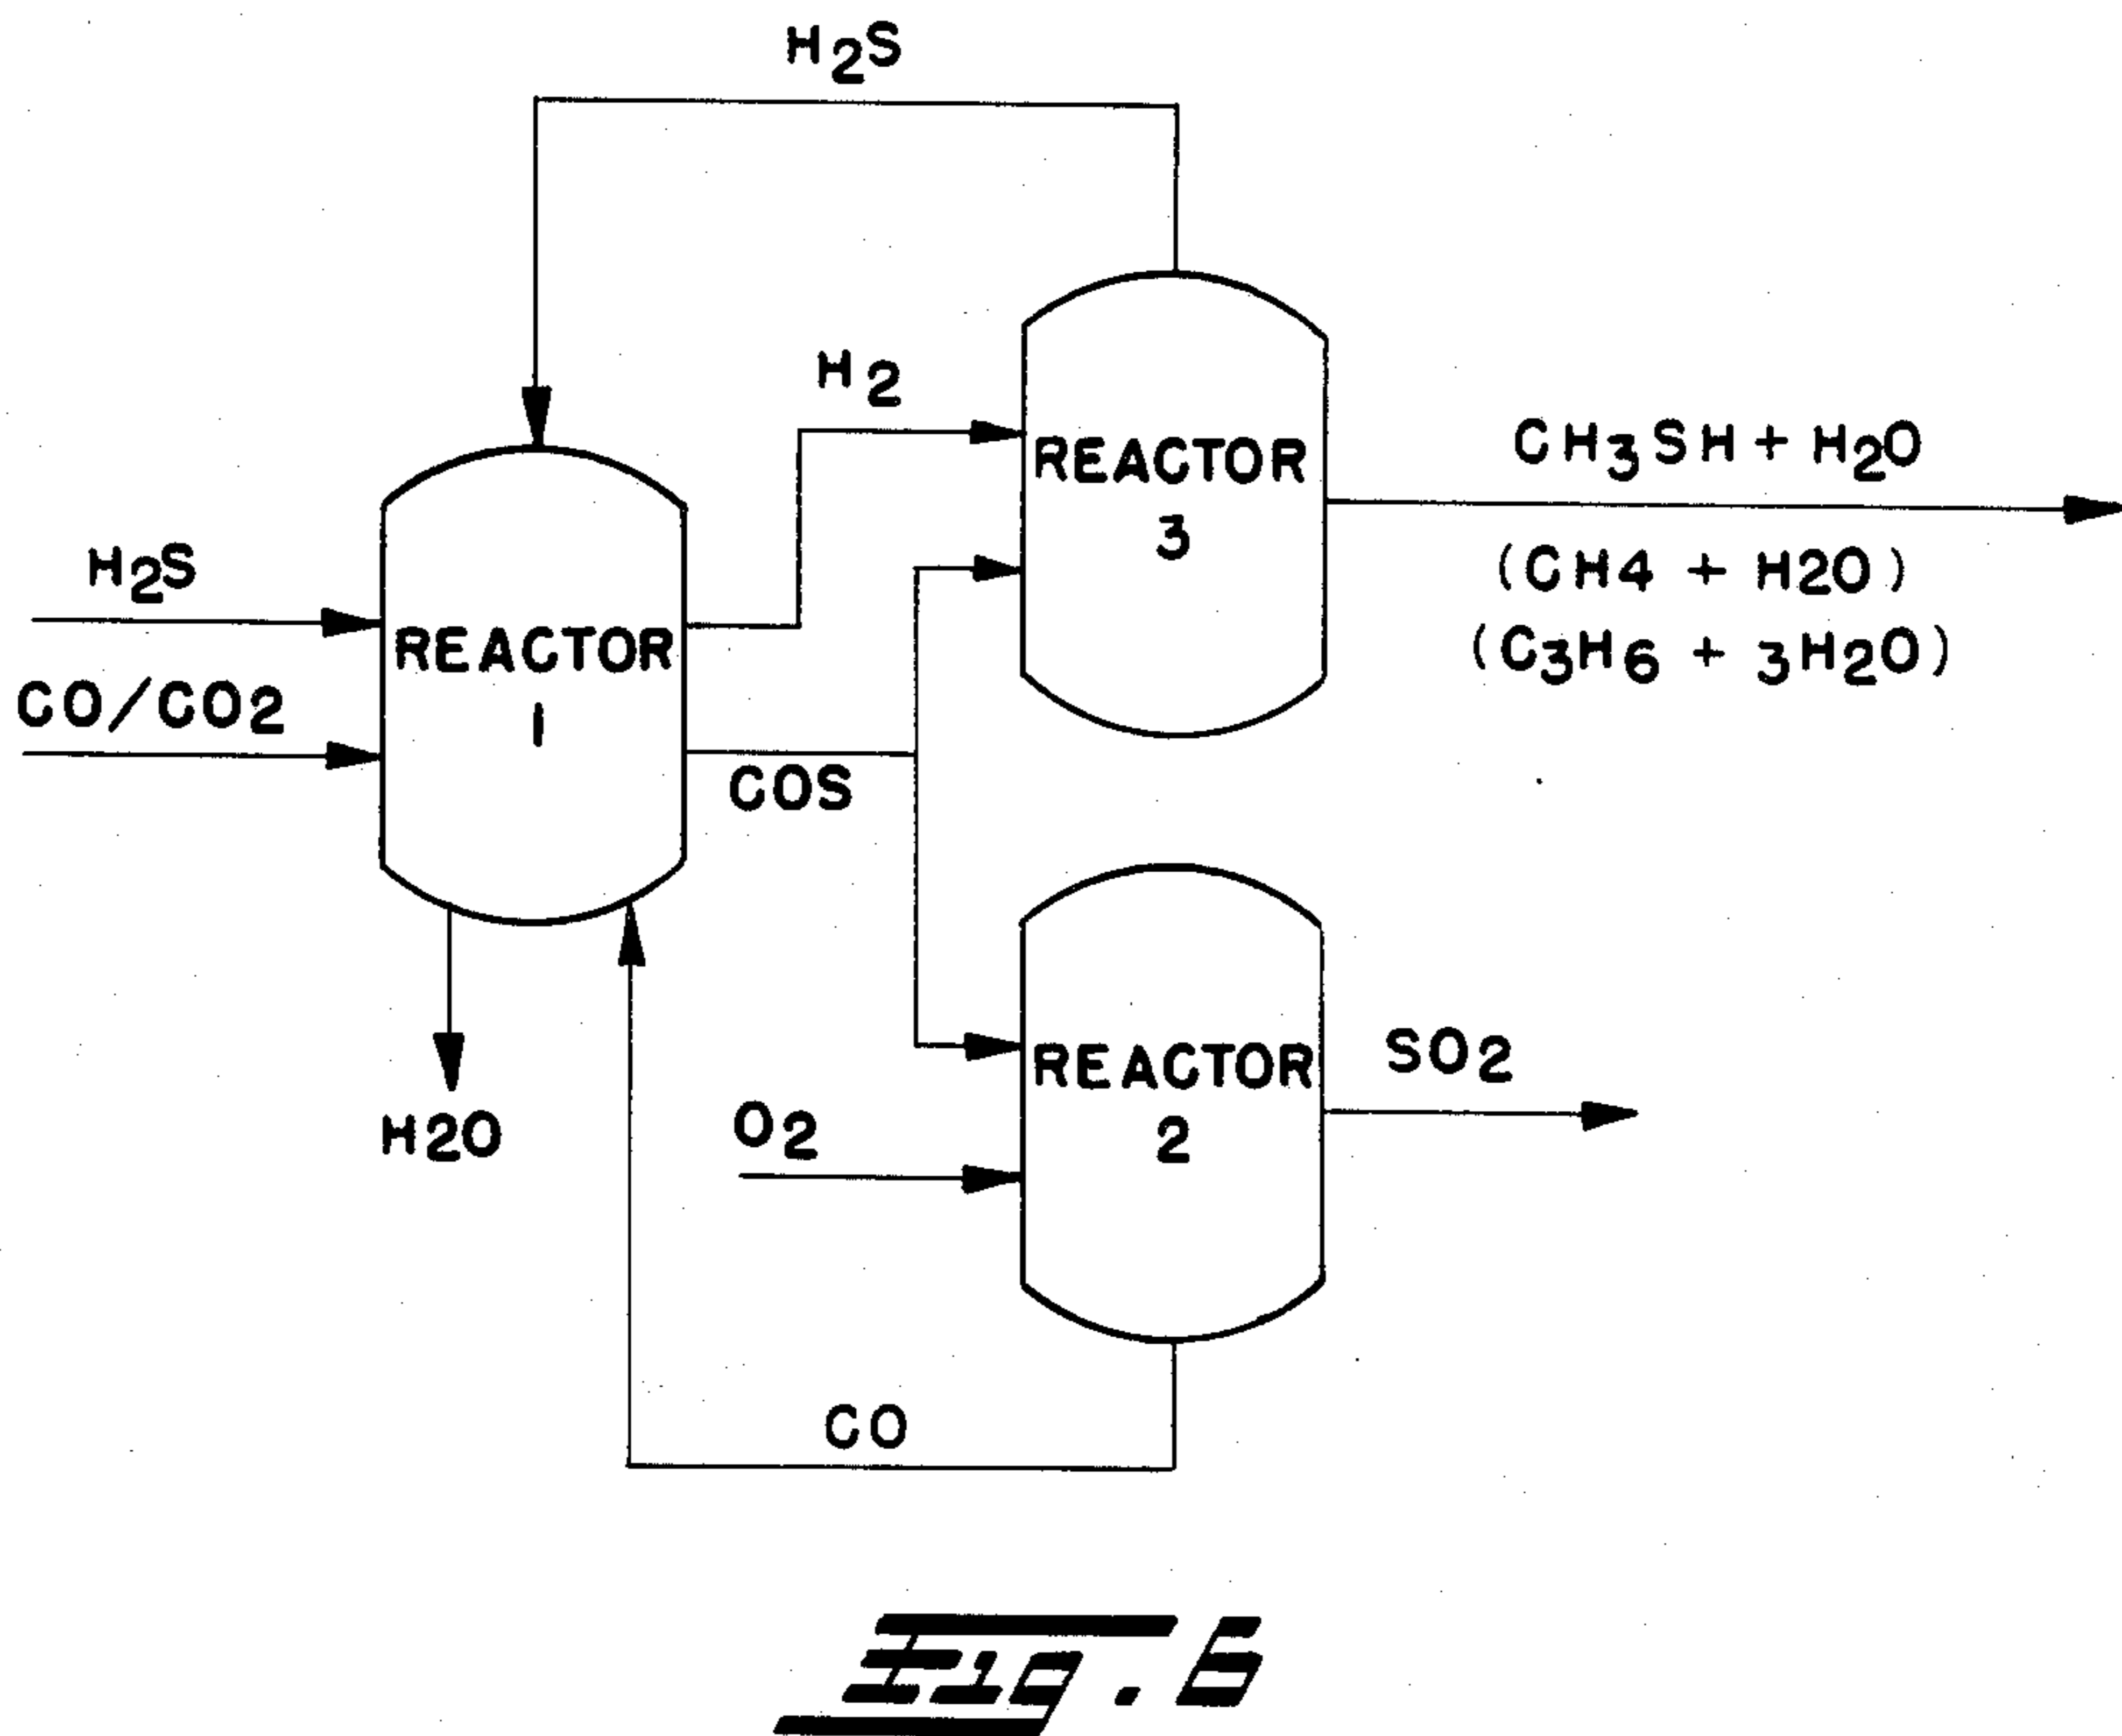 H2S
H2
REACTOR
3
CH3SH + H2O
(CH4 + H2O)
(C3H6 + 3H2O)
H2S
CO/CO2
REACTOR
1
COS
H2O
O2
REACTOR
2
SO2
CO
Fig. 6